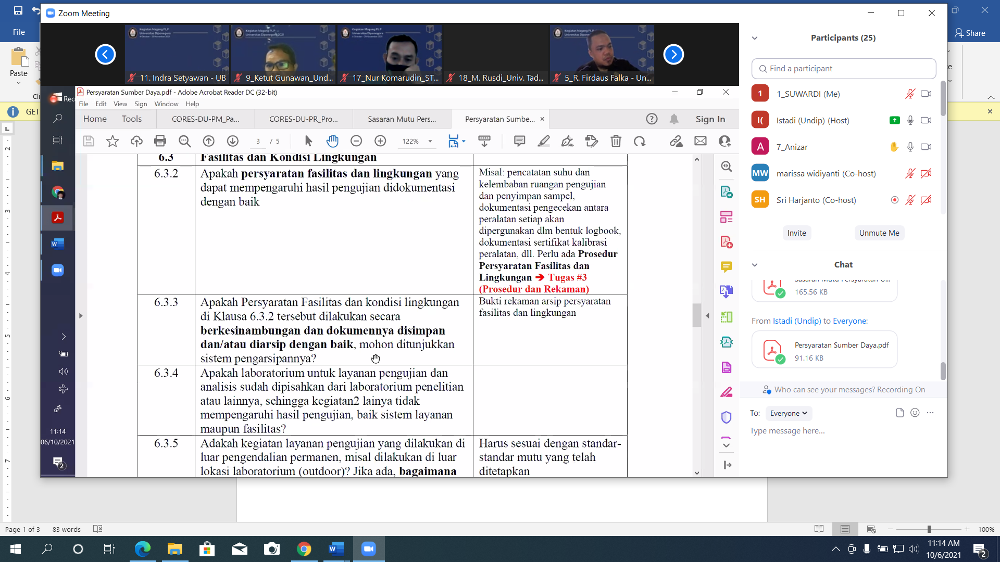 File
Share
Paste
Cli
GET
Zoom Meeting
Kegiatan Magang PLP
Universitas Diponegoro
11. Indra Setyawan - UB
9_Ketut Gunawan_Und...
17_Nur Komarudin_ST...
18_M. Rusdi_Univ. Tad...
5_R. Firdaus Falka - Un...
Rec
Persyaratan Sumber Daya.pdf - Adobe Acrobat Reader DC (32-bit)
File Edit View Sign Window Help
Home Tools CORES-DU-PM_Pa... CORES-DU-PR_Pro... Sasaran Mutu Pers... Persyaratan Sumbe... × Sign In
3 / 5 122%
6.3 Fasilitas dan Kondisi Lingkungan
6.3.2 Apakah persyaratan fasilitas dan lingkungan yang
dapat mempengaruhi hasil pengujian didokumentasi
dengan baik
Misal: pencatatan suhu dan
kelembaban ruangan pengujian
dan penyimpan sampel,
dokumentasi pengecekan antara
peralatan setiap akan
dipergunakan dlm bentuk logbook,
dokumentasi sertifikat kalibrasi
peralatan, dll. Perlu ada Prosedur
Persyaratan Fasilitas dan
Lingkungan ➔ Tugas #3
(Prosedur dan Rekaman)
6.3.3 Apakah Persyaratan Fasilitas dan kondisi lingkungan
di Klausa 6.3.2 tersebut dilakukan secara
berkesinambungan dan dokumennya disimpan
dan/atau diarsip dengan baik, mohon ditunjukkan
sistem pengarsipannya?
Bukti rekaman arsip persyaratan
fasilitas dan lingkungan
6.3.4 Apakah laboratorium untuk layanan pengujian dan
analisis sudah dipisahkan dari laboratorium penelitian
atau lainnya, sehingga kegiatan2 lainya tidak
mempengaruhi hasil pengujian, baik sistem layanan
maupun fasilitas?
6.3.5 Adakah kegiatan layanan pengujian yang dilakukan di
luar pengendalian permanen, misal dilakukan di luar
lokasi laboratorium (outdoor)? Jika ada, bagaimana
Harus sesuai dengan standar-
standar mutu yang telah
ditetapkan
11:14
06/10/2021
2
Participants (25)
Find a participant
1 1_SUWARDI (Me)
I( Istadi (Undip) (Host)
A 7_Anizar
MW marissa widiyanti (Co-host)
SH Sri Harjanto (Co-host)
Invite Unmute Me
Chat
165.56 KB
From Istadi (Undip) to Everyone:
Persyaratan Sumber Daya.pdf
91.16 KB
Who can see your messages? Recording On
To: Everyone
Type message here...
Page 1 of 3 83 words 100%
11:14 AM
10/6/2021
2